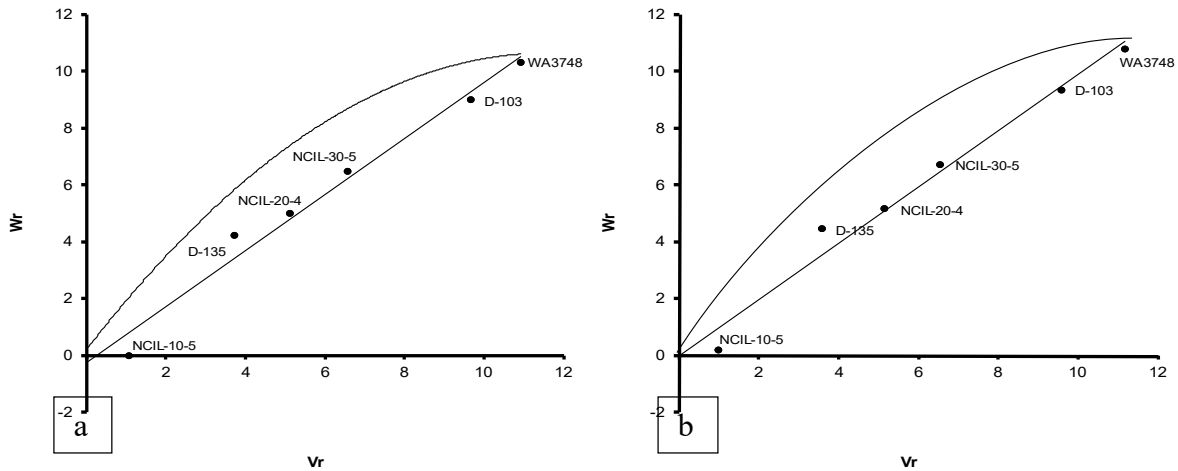 12
10
8
6
4
2
0
-2
Wr
WA3748
D-103
NCIL-30-5
NCIL-20-4
D-135
NCIL-10-5
2 4 6 8 10 12
a
Vr
12
10
8
6
4
2
0
-2
Wr
WA3748
D-103
NCIL-30-5
NCIL-20-4
D-135
NCIL-10-5
2 4 6 8 10 12
b
Vr